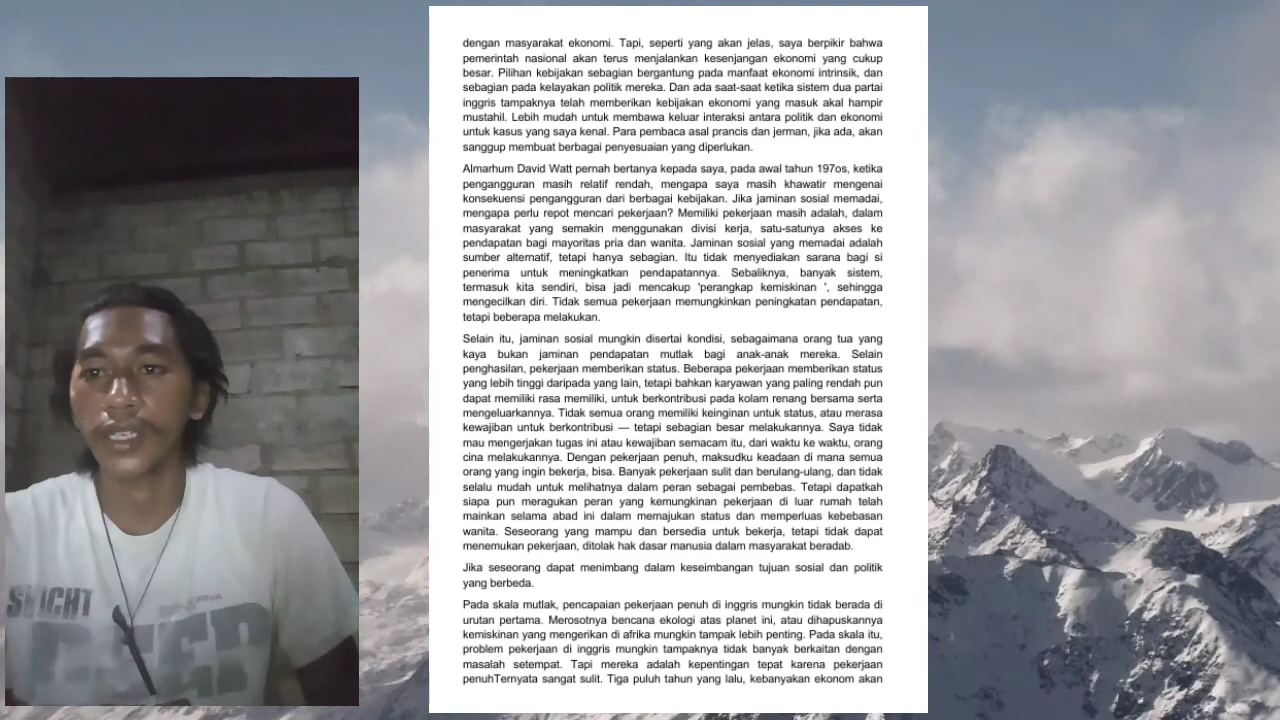 dengan masyarakat ekonomi. Tapi, seperti yang akan jelas, saya berpikir bahwa
pemerintah nasional akan terus menjalankan kesenjangan ekonomi yang cukup
besar. Pilihan kebijakan sebagian bergantung pada manfaat ekonomi intrinsik, dan
sebagian pada kelayakan politik mereka. Dan ada saat-saat ketika sistem dua partai
inggris tampaknya telah memberikan kebijakan ekonomi yang masuk akal hampir
mustahil. Lebih mudah untuk membawa keluar interaksi antara politik dan ekonomi
untuk kasus yang saya kenal. Para pembaca asal prancis dan jerman, jika ada, akan
sanggup membuat berbagai penyesuaian yang diperlukan.
Almarhum David Watt pernah bertanya kepada saya, pada awal tahun 197os, ketika
pengangguran masih relatif rendah, mengapa saya masih khawatir mengenai
konsekuensi pengangguran dari berbagai kebijakan. Jika jaminan sosial memadai,
mengapa perlu repot mencari pekerjaan? Memiliki pekerjaan masih adalah, dalam
masyarakat yang semakin menggunakan divisi kerja, satu-satunya akses ke
pendapatan bagi mayoritas pria dan wanita. Jaminan sosial yang memadai adalah
sumber alternatif, tetapi hanya sebagian. Itu tidak menyediakan sarana bagi si
penerima untuk meningkatkan pendapatannya. Sebaliknya, banyak sistem,
termasuk kita sendiri, bisa jadi mencakup 'perangkap kemiskinan ', sehingga
mengecilkan diri. Tidak semua pekerjaan memungkinkan peningkatan pendapatan,
tetapi beberapa melakukan.
Selain itu, jaminan sosial mungkin disertai kondisi, sebagaimana orang tua yang
kaya bukan jaminan pendapatan mutlak bagi anak-anak mereka. Selain
penghasilan, pekerjaan memberikan status. Beberapa pekerjaan memberikan status
yang lebih tinggi daripada yang lain, tetapi bahkan karyawan yang paling rendah pun
dapat memiliki rasa memiliki, untuk berkontribusi pada kolam renang bersama serta
mengeluarkannya. Tidak semua orang memiliki keinginan untuk status, atau merasa
kewajiban untuk berkontribusi — tetapi sebagian besar melakukannya. Saya tidak
mau mengerjakan tugas ini atau kewajiban semacam itu, dari waktu ke waktu, orang
cina melakukannya. Dengan pekerjaan penuh, maksudku keadaan di mana semua
orang yang ingin bekerja, bisa. Banyak pekerjaan sulit dan berulang-ulang, dan tidak
selalu mudah untuk melihatnya dalam peran sebagai pembebas. Tetapi dapatkah
siapa pun meragukan peran yang kemungkinan pekerjaan di luar rumah telah
mainkan selama abad ini dalam memajukan status dan memperluas kebebasan
wanita. Seseorang yang mampu dan bersedia untuk bekerja, tetapi tidak dapat
menemukan pekerjaan, ditolak hak dasar manusia dalam masyarakat beradab.
Jika seseorang dapat menimbang dalam keseimbangan tujuan sosial dan politik
yang berbeda.
Pada skala mutlak, pencapaian pekerjaan penuh di inggris mungkin tidak berada di
urutan pertama. Merosotnya bencana ekologi atas planet ini, atau dihapuskannya
kemiskinan yang mengerikan di afrika mungkin tampak lebih penting. Pada skala itu,
problem pekerjaan di inggris mungkin tampaknya tidak banyak berkaitan dengan
masalah setempat. Tapi mereka adalah kepentingan tepat karena pekerjaan
penuhTernyata sangat sulit. Tiga puluh tahun yang lalu, kebanyakan ekonom akan